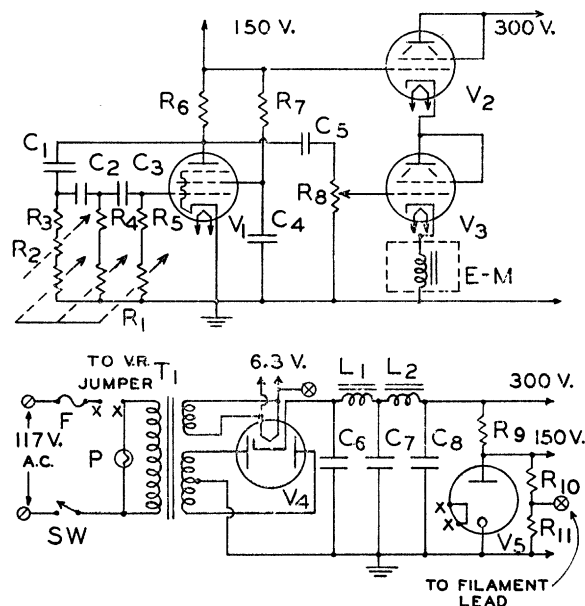 150 V.
300 V.
R6
R7
V2
C1
C2
C3
C5
R3
R4
R5
V1
R8
R2
C4
V3
E-M
R1
TO V.R. JUMPER
T1
6.3 V.
L1
L2
300 V.
F
X X
117 V. A.C.
P
C6
C7
C8
R9
150 V.
V4
R10
X
X
V5
R11
SW
TO FILAMENT
LEAD